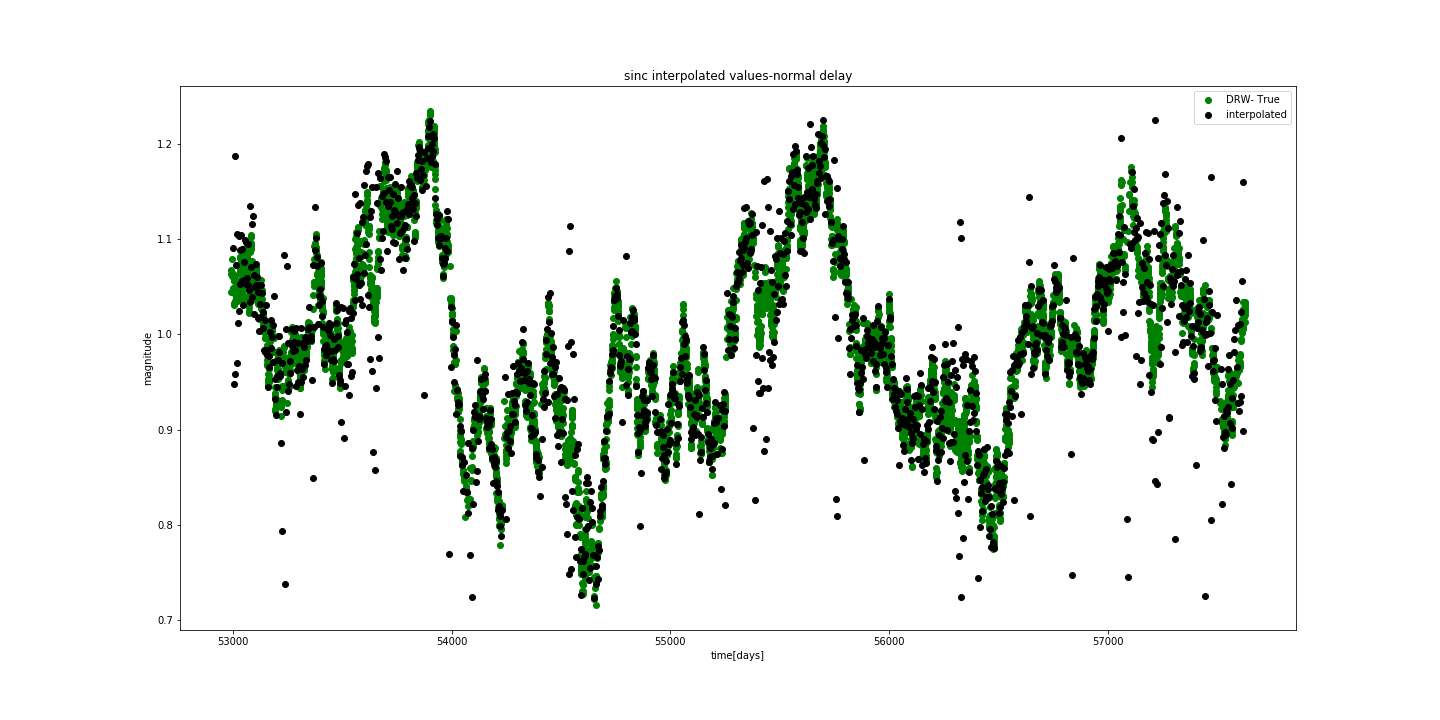 sinc interpolated values-normal delay
DRW- True
interpolated
magnitude
1.2
1.1
1.0
0.9
0.8
0.7
53000 54000 55000 56000 57000
time[days]